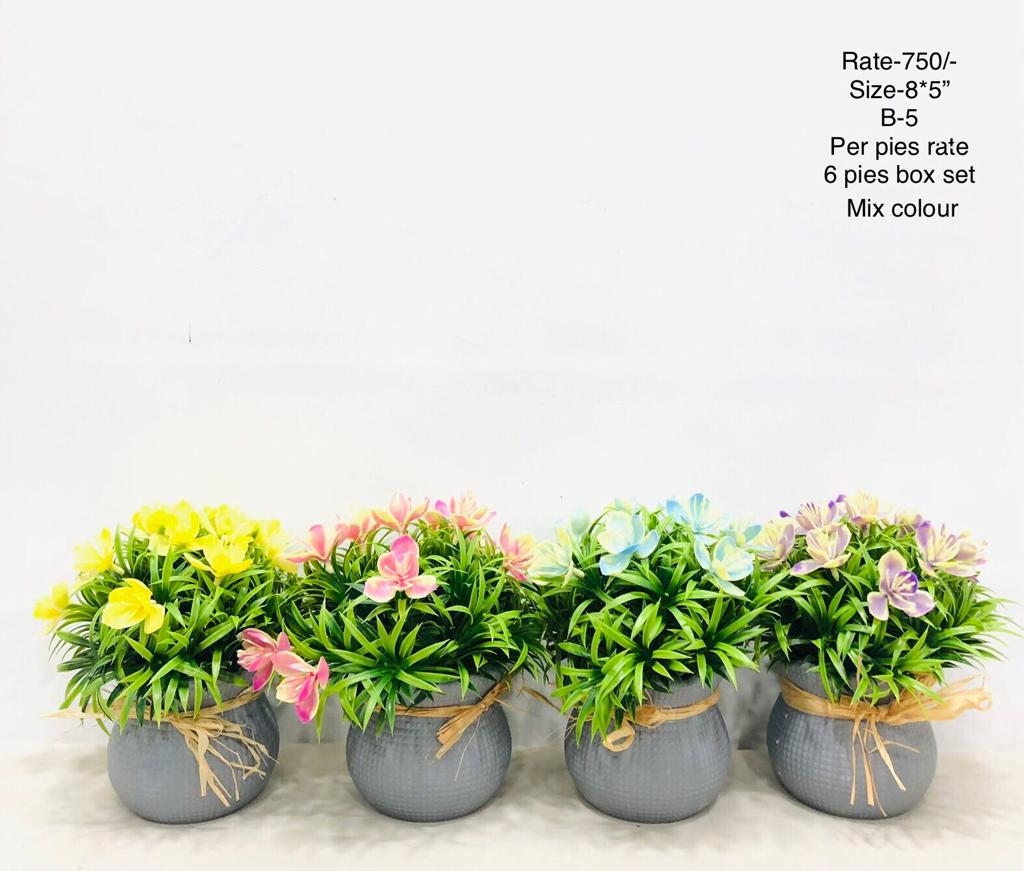 Rate-750/-
Size-8*5”
B-5
Per pies rate
6 pies box set
Mix colour